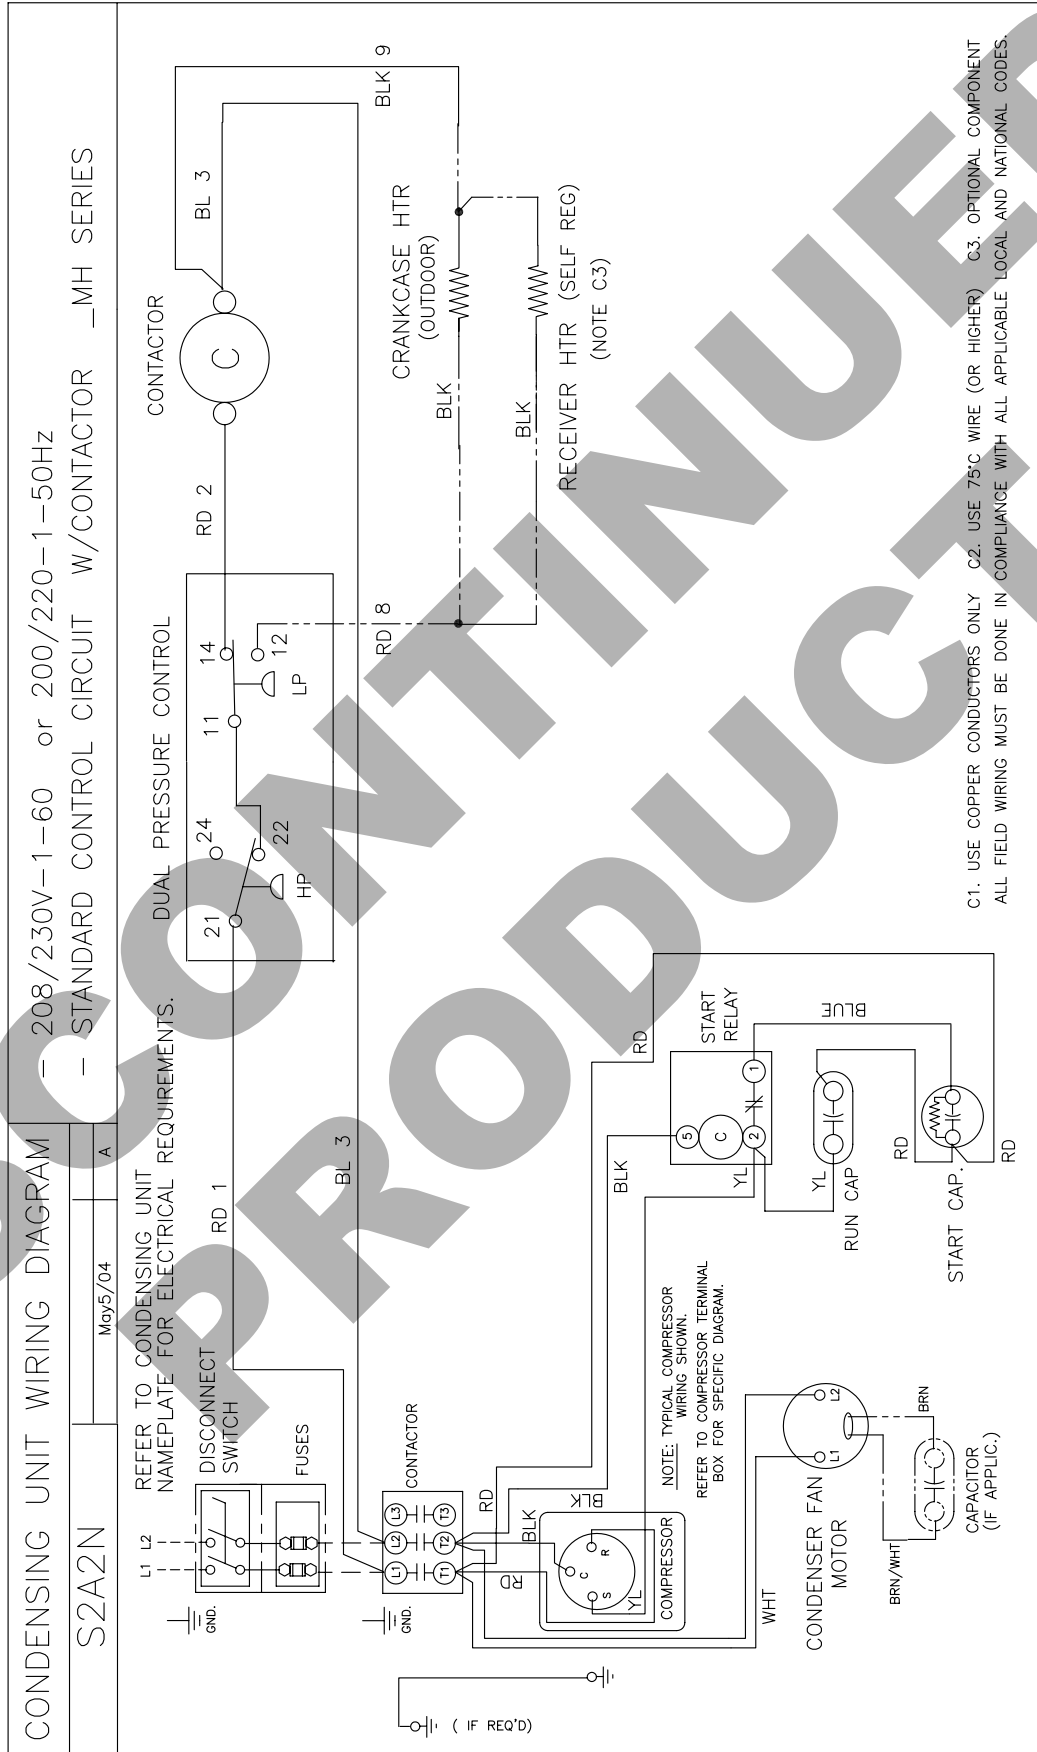 CONDENSING UNIT WIRING DIAGRAM
S2A2N
May5/04
A
- 208/230V-1-60 or 200/220-1-50Hz
- STANDARD CONTROL CIRCUIT W/CONTACTOR _MH SERIES
REFER TO CONDENSING UNIT
NAMEPLATE FOR ELECTRICAL REQUIREMENTS.
DISCONNECT
SWITCH
FUSES
L1
L2
GND.
CONTACTOR
L1
L2
L3
T1
T2
T3
GND.
( IF REQ'D)
RD 1
BL 3
DUAL PRESSURE CONTROL
21
24
22
HP
11
14
12
LP
RD 2
CONTACTOR
C
BL 3
BLK 9
RD 8
BLK
CRANKCASE HTR
(OUTDOOR)
BLK
RECEIVER HTR (SELF REG)
(NOTE C3)
RD
BLK
BLK
RD
YL
S
C
R
COMPRESSOR
NOTE: TYPICAL COMPRESSOR
WIRING SHOWN.
REFER TO COMPRESSOR TERMINAL
BOX FOR SPECIFIC DIAGRAM.
BLK
RD
START
RELAY
5
C
2
1
YL
BLUE
YL
RUN CAP
RD
START CAP.
RD
WHT
CONDENSER FAN
MOTOR
L1
L2
BRN/WHT
BRN
CAPACITOR
(IF APPLIC.)
C1. USE COPPER CONDUCTORS ONLY C2. USE 75°C WIRE (OR HIGHER) C3. OPTIONAL COMPONENT
ALL FIELD WIRING MUST BE DONE IN COMPLIANCE WITH ALL APPLICABLE LOCAL AND NATIONAL CODES.
BLK
SCONTINUED
PRODUCT